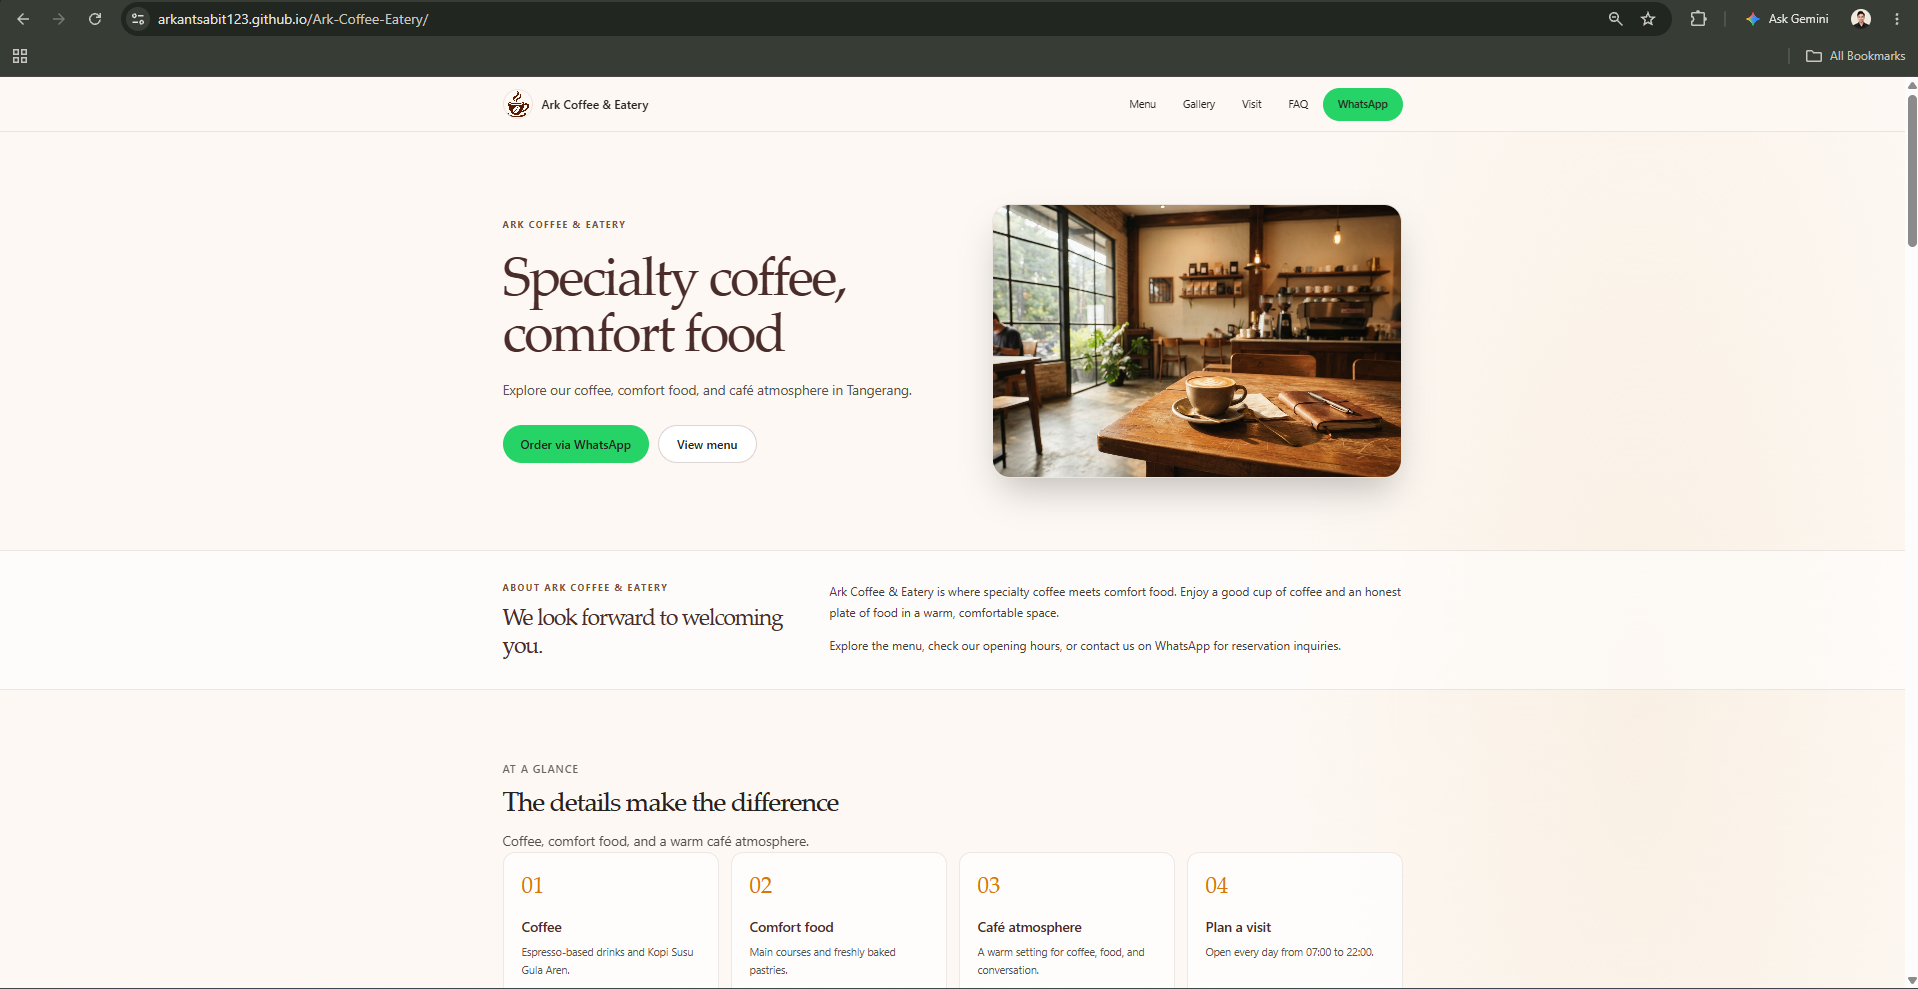 arkantsabit123.github.io/Ark-Coffee-Eatery/
Ask Gemini
All Bookmarks
Ark Coffee & Eatery
Menu
Gallery
Visit
FAQ
WhatsApp
ARK COFFEE & EATERY
Specialty coffee,
comfort food
Explore our coffee, comfort food, and café atmosphere in Tangerang.
Order via WhatsApp
View menu
ABOUT ARK COFFEE & EATERY
We look forward to welcoming
you.
Ark Coffee & Eatery is where specialty coffee meets comfort food. Enjoy a good cup of coffee and an honest
plate of food in a warm, comfortable space.
Explore the menu, check our opening hours, or contact us on WhatsApp for reservation inquiries.
AT A GLANCE
The details make the difference
Coffee, comfort food, and a warm café atmosphere.
01
Coffee
Espresso-based drinks and Kopi Susu
Gula Aren.
02
Comfort food
Main courses and freshly baked
pastries.
03
Café atmosphere
A warm setting for coffee, food, and
conversation.
04
Plan a visit
Open every day from 07:00 to 22:00.